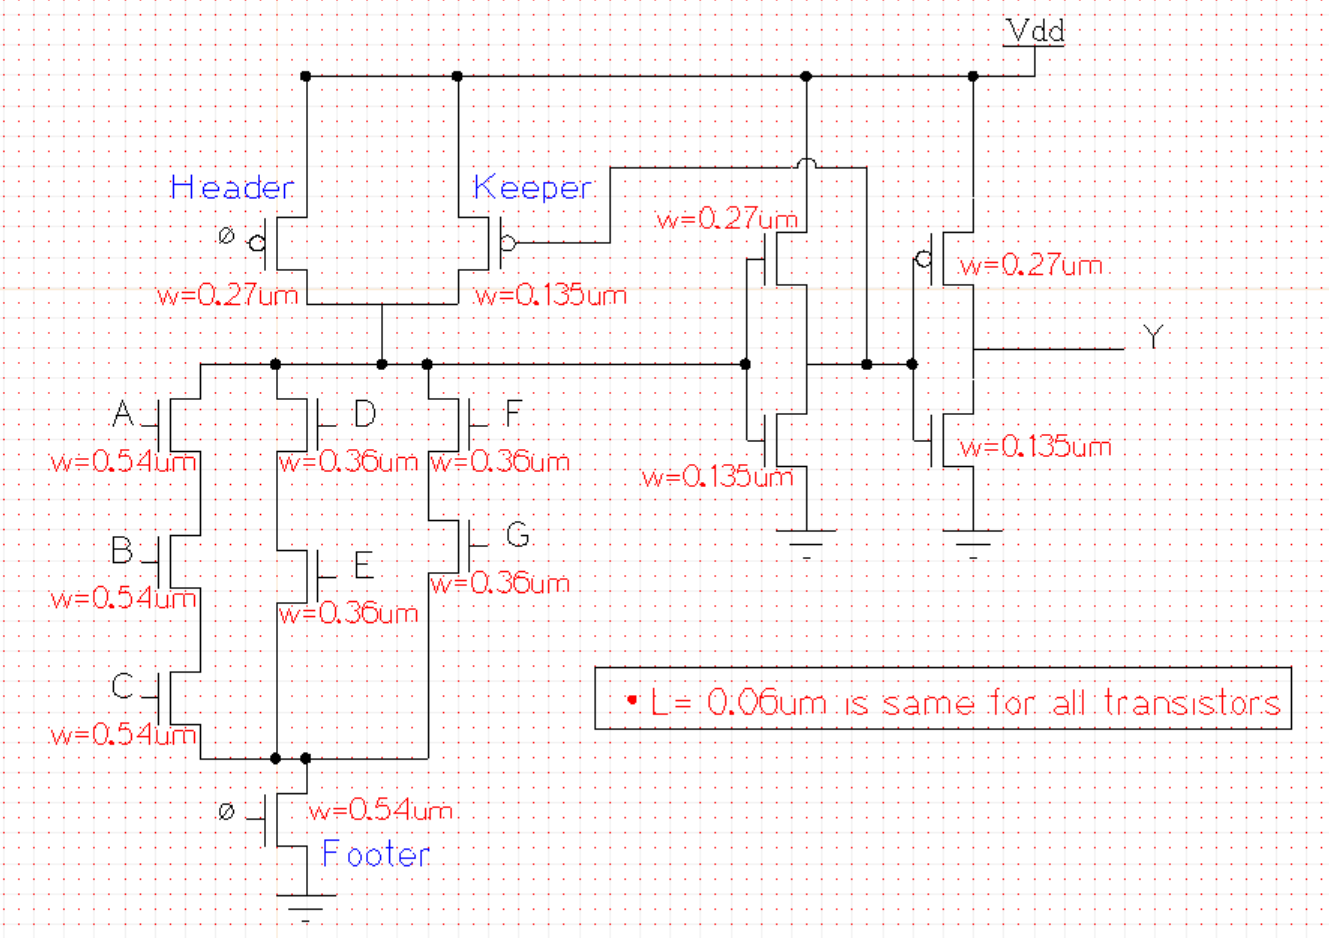 Vdd
Header
Keeper
w=0.27um
ø
w=0.27um
w=0.27um
w=0.135um
Y
A
D
F
w=0.54um
w=0.36um
w=0.36um
w=0.135um
w=0.135um
B
G
E
w=0.54um
w=0.36um
w=0.36um
C
w=0.54um
• L= 0.06um is same for all transistors
ø
w=0.54um
Footer